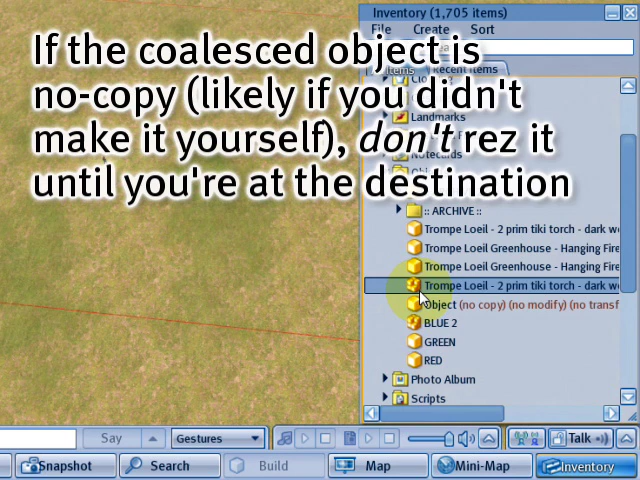 Inventory (1,705 items)
File Create Sort
If the coalesced object is
no-copy (likely if you didn't
make it yourself), don't rez it
until you're at the destination
Items Recent Items
Landmarks
Notecards
:: ARCHIVE ::
Trompe Loeil - 2 prim tiki torch - dark w
Trompe Loeil Greenhouse - Hanging Fire
Trompe Loeil Greenhouse - Hanging Fire
Trompe Loeil - 2 prim tiki torch - dark w
Object (no copy) (no modify) (no transf
BLUE 2
GREEN
RED
Photo Album
Scripts
Say Gestures Talk
Snapshot Search Build Map Mini-Map Inventory